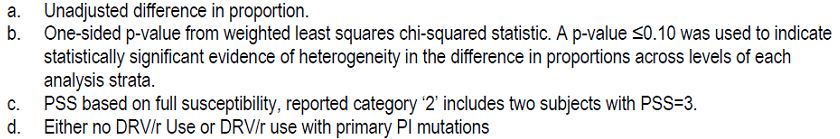 a. Unadjusted difference in proportion.
b. One-sided p-value from weighted least squares chi-squared statistic. A p-value ≤0.10 was used to indicate
statistically significant evidence of heterogeneity in the difference in proportions across levels of each
analysis strata.
c. PSS based on full susceptibility, reported category ‘2’ includes two subjects with PSS=3.
d. Either no DRV/r Use or DRV/r use with primary PI mutations